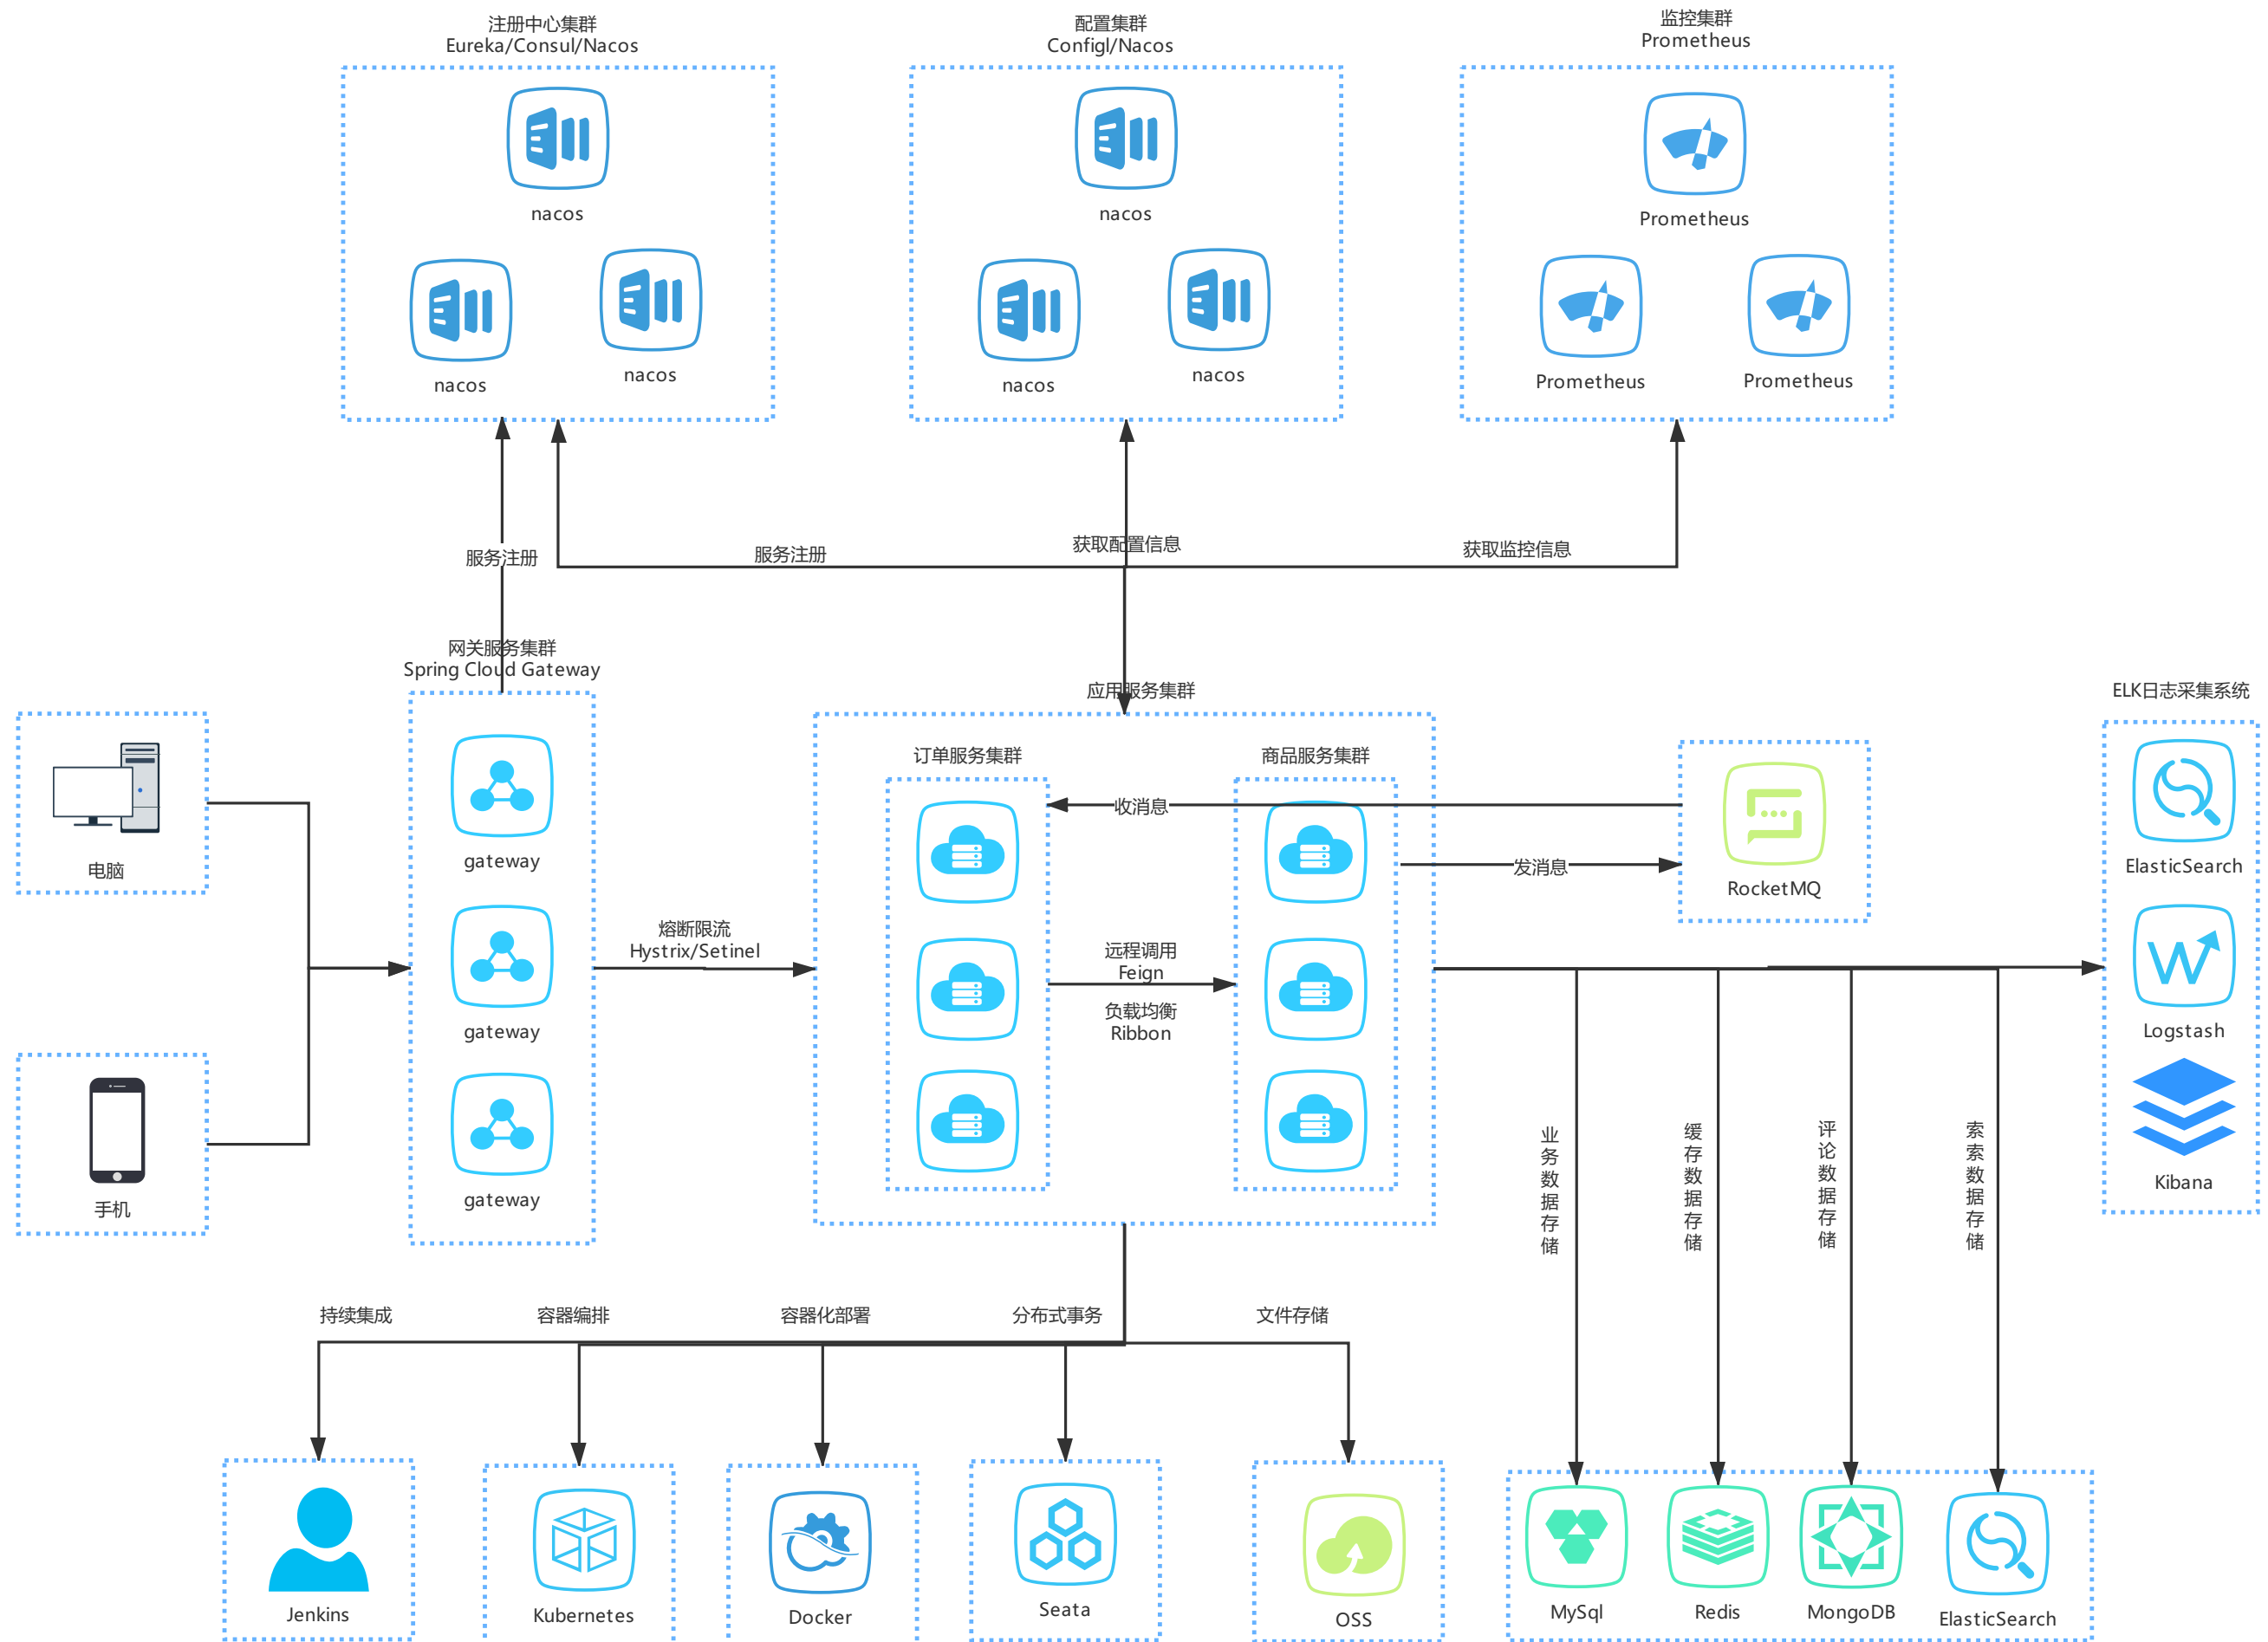 注册中心集群
Eureka/Consul/Nacos
配置集群
Configl/Nacos
监控集群
Prometheus
nacos
nacos
nacos
nacos
nacos
nacos
Prometheus
Prometheus
Prometheus
服务注册
服务注册
获取配置信息
获取监控信息
网关服务集群
Spring Cloud Gateway
应用服务集群
ELK日志采集系统
电脑
手机
gateway
gateway
gateway
熔断限流
Hystrix/Setinel
订单服务集群
商品服务集群
收消息
发消息
远程调用
Feign
负载均衡
Ribbon
RocketMQ
ElasticSearch
Logstash
Kibana
业务数据存储
缓存数据存储
评论数据存储
索索数据存储
持续集成
容器编排
容器化部署
分布式事务
文件存储
Jenkins
Kubernetes
Docker
Seata
OSS
MySql
Redis
MongoDB
ElasticSearch